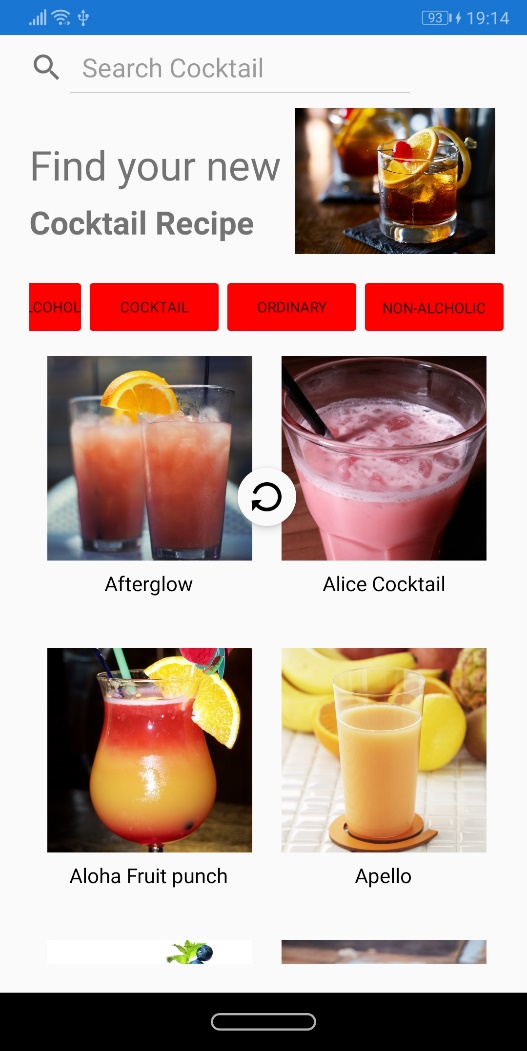 93 19:14
Search Cocktail
Find your new
Cocktail Recipe
LCOHOL COCKTAIL ORDINARY NON-ALCHOLIC
Afterglow Alice Cocktail
Aloha Fruit punch Apello